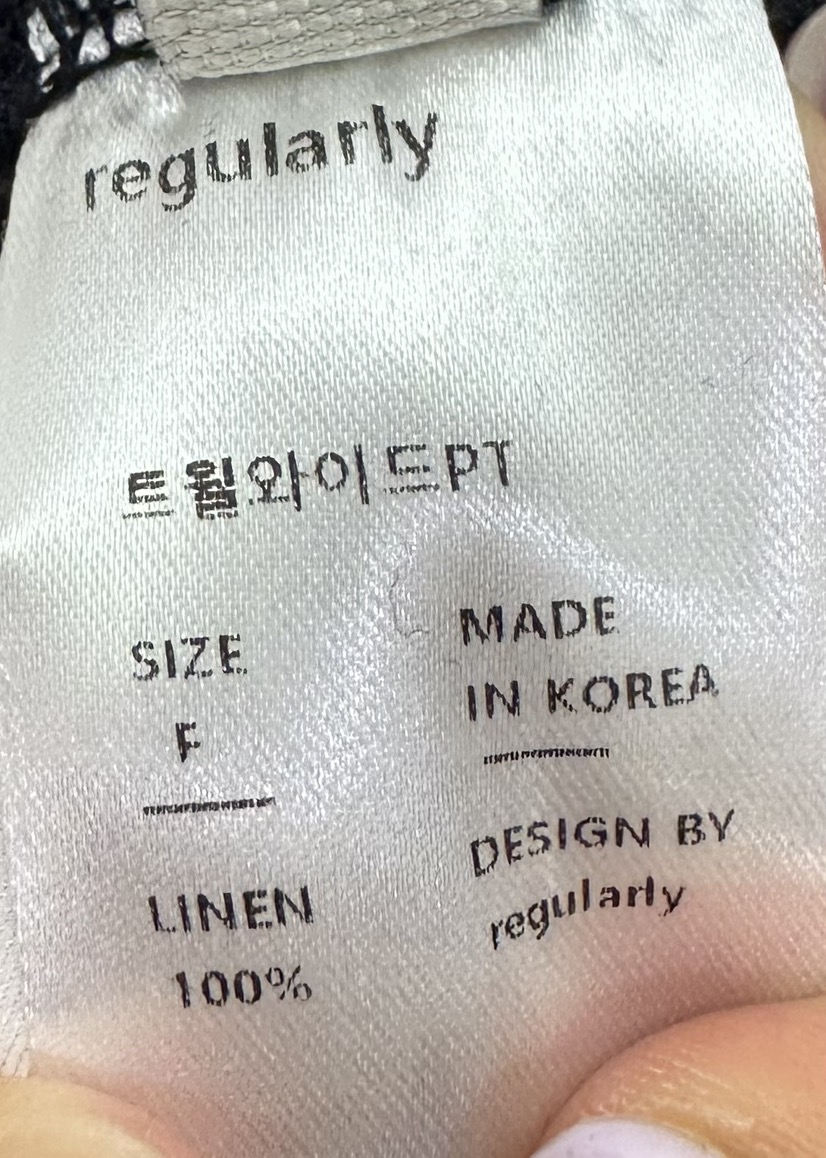 regularly
트윌와이드PT
SIZE
F
LINEN
100%
MADE
IN KOREA
DESIGN BY
regularly